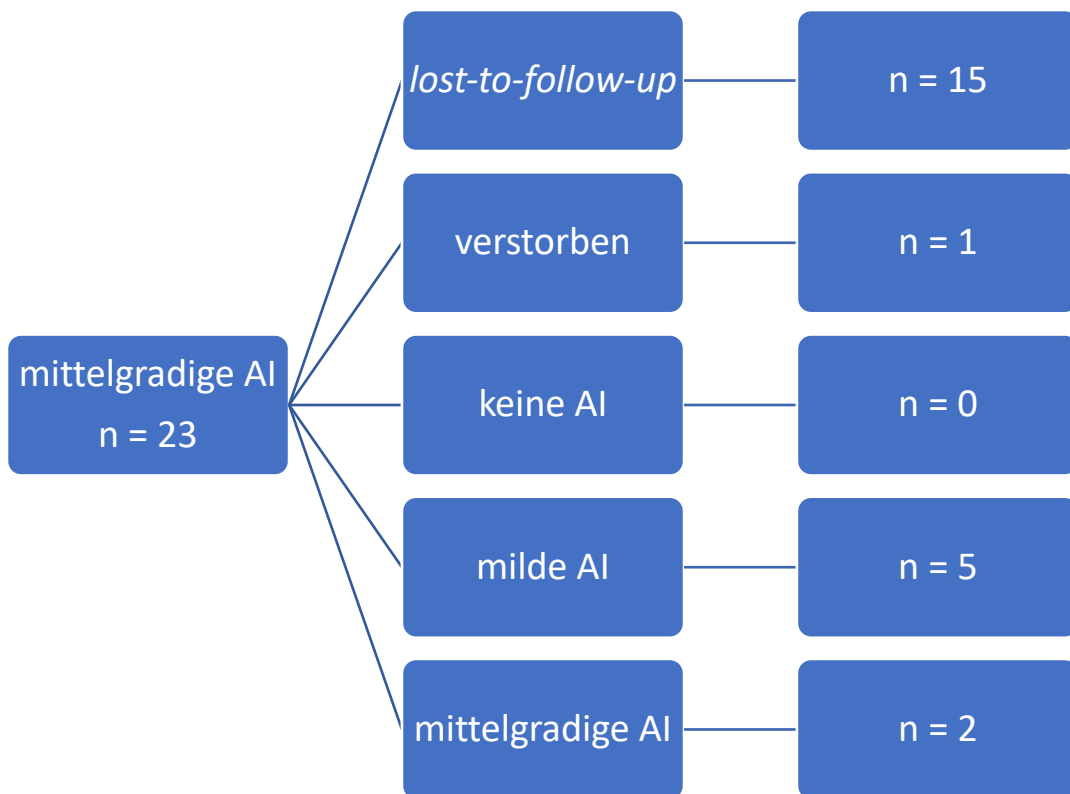 lost-to-follow-up
n = 15
verstorben
n = 1
mittelgradige AI
n = 23
keine AI
n = 0
milde AI
n = 5
mittelgradige AI
n = 2